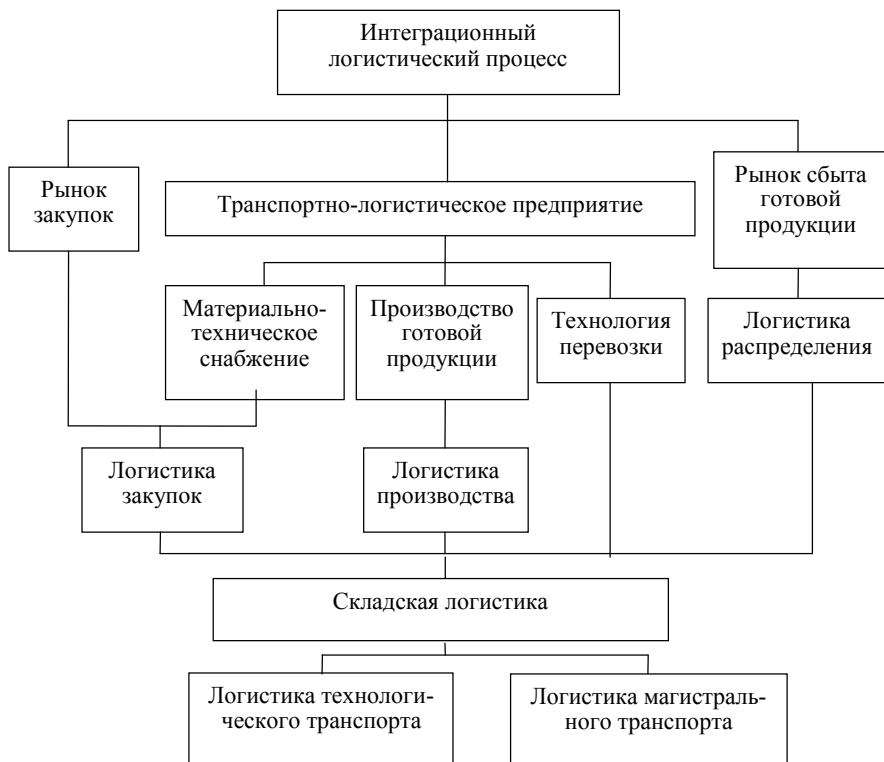 Интеграционный
логистический процесс
Рынок
закупок
Транспортно-логистическое предприятие
Рынок сбыта
готовой
продукции
Материально-
техническое
снабжение
Производство
готовой
продукции
Технология
перевозки
Логистика
распределения
Логистика
закупок
Логистика
производства
Складская логистика
Логистика технологи-
ческого транспорта
Логистика магистраль-
ного транспорта